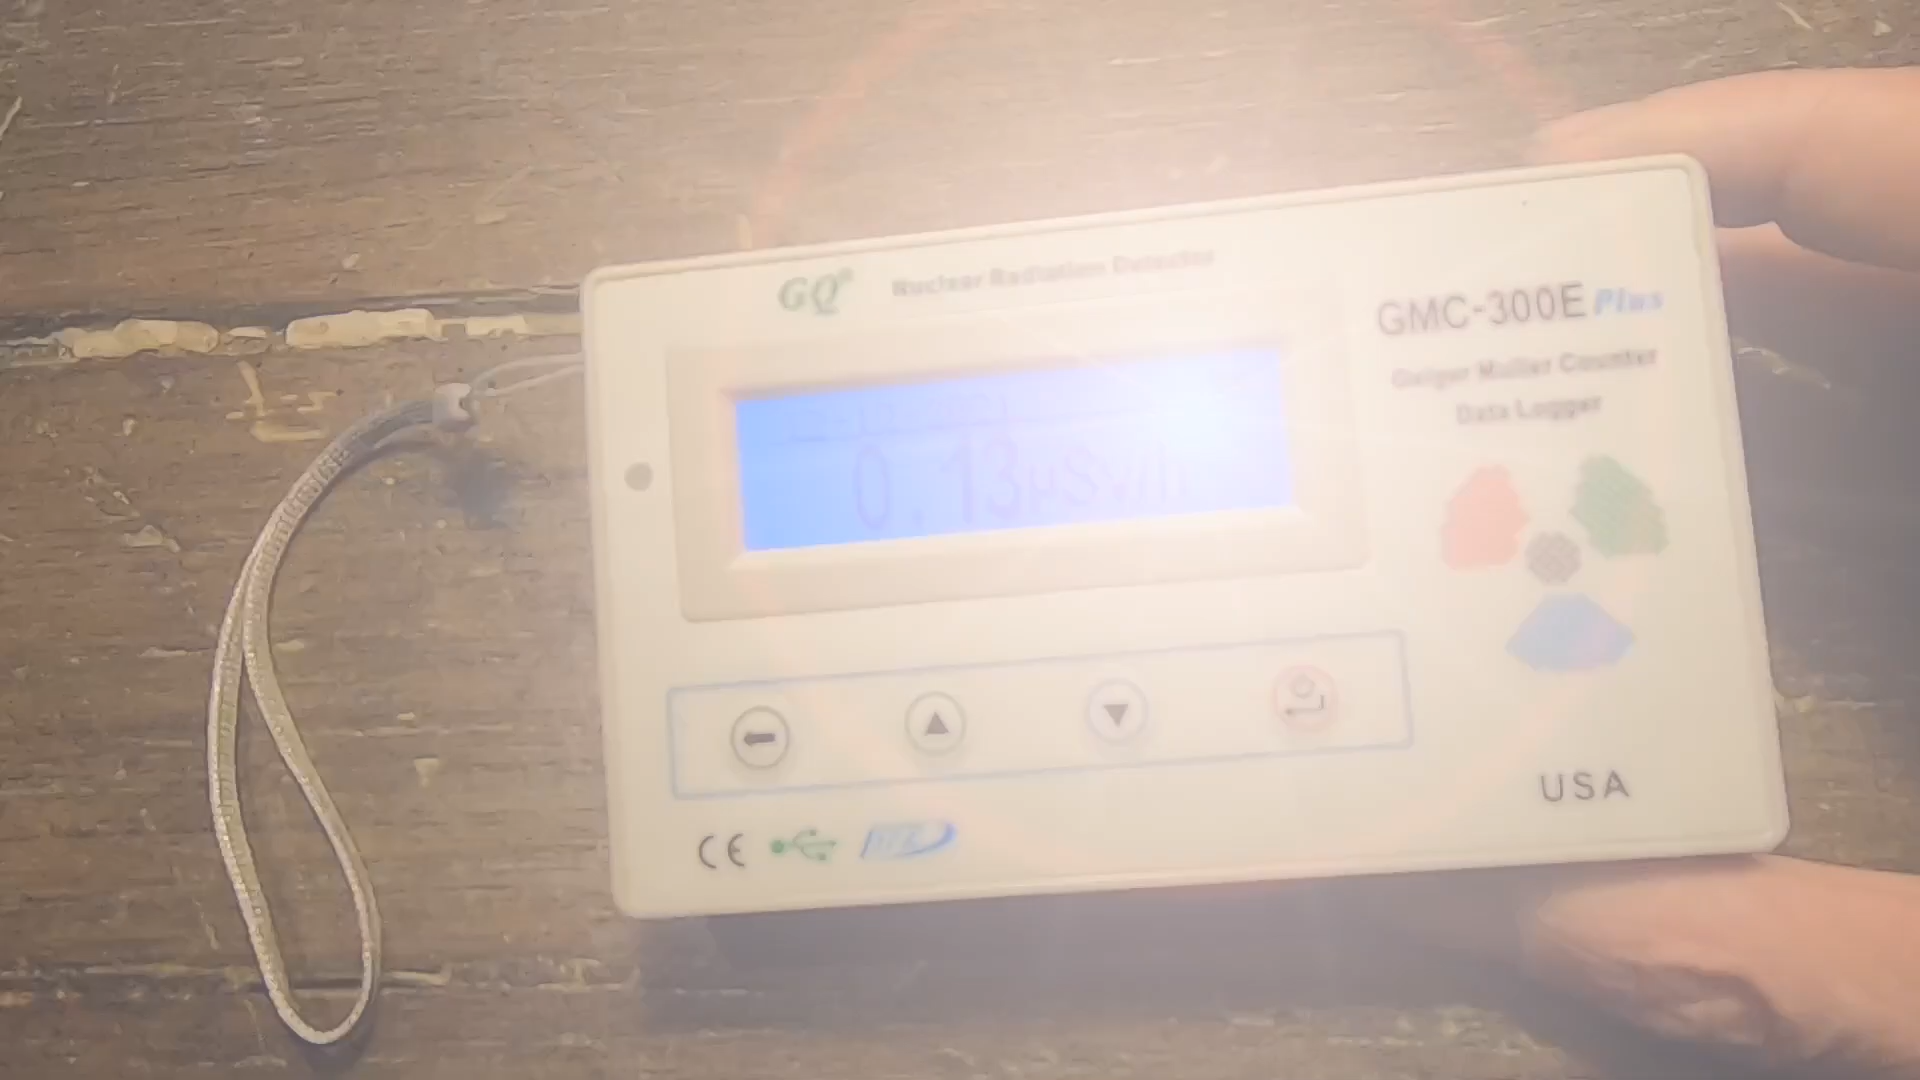 GQ® Nuclear Radiation Detector
GMC-300E Plus
Geiger Muller Counter
Data Logger
0.13µSv/h
CE
USA